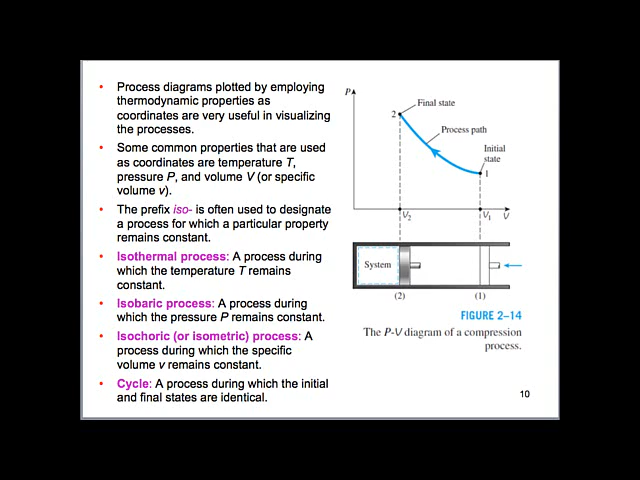 • Process diagrams plotted by employing
thermodynamic properties as
coordinates are very useful in visualizing
the processes.
• Some common properties that are used
as coordinates are temperature T,
pressure P, and volume V (or specific
volume v).
• The prefix iso- is often used to designate
a process for which a particular property
remains constant.
• Isothermal process: A process during
which the temperature T remains
constant.
• Isobaric process: A process during
which the pressure P remains constant.
• Isochoric (or isometric) process: A
process during which the specific
volume v remains constant.
• Cycle: A process during which the initial
and final states are identical.
P
Final state
2
Process path
Initial
state
1
V2
V1
V
System
(2)
(1)
FIGURE 2–14
The P-V diagram of a compression
process.
10